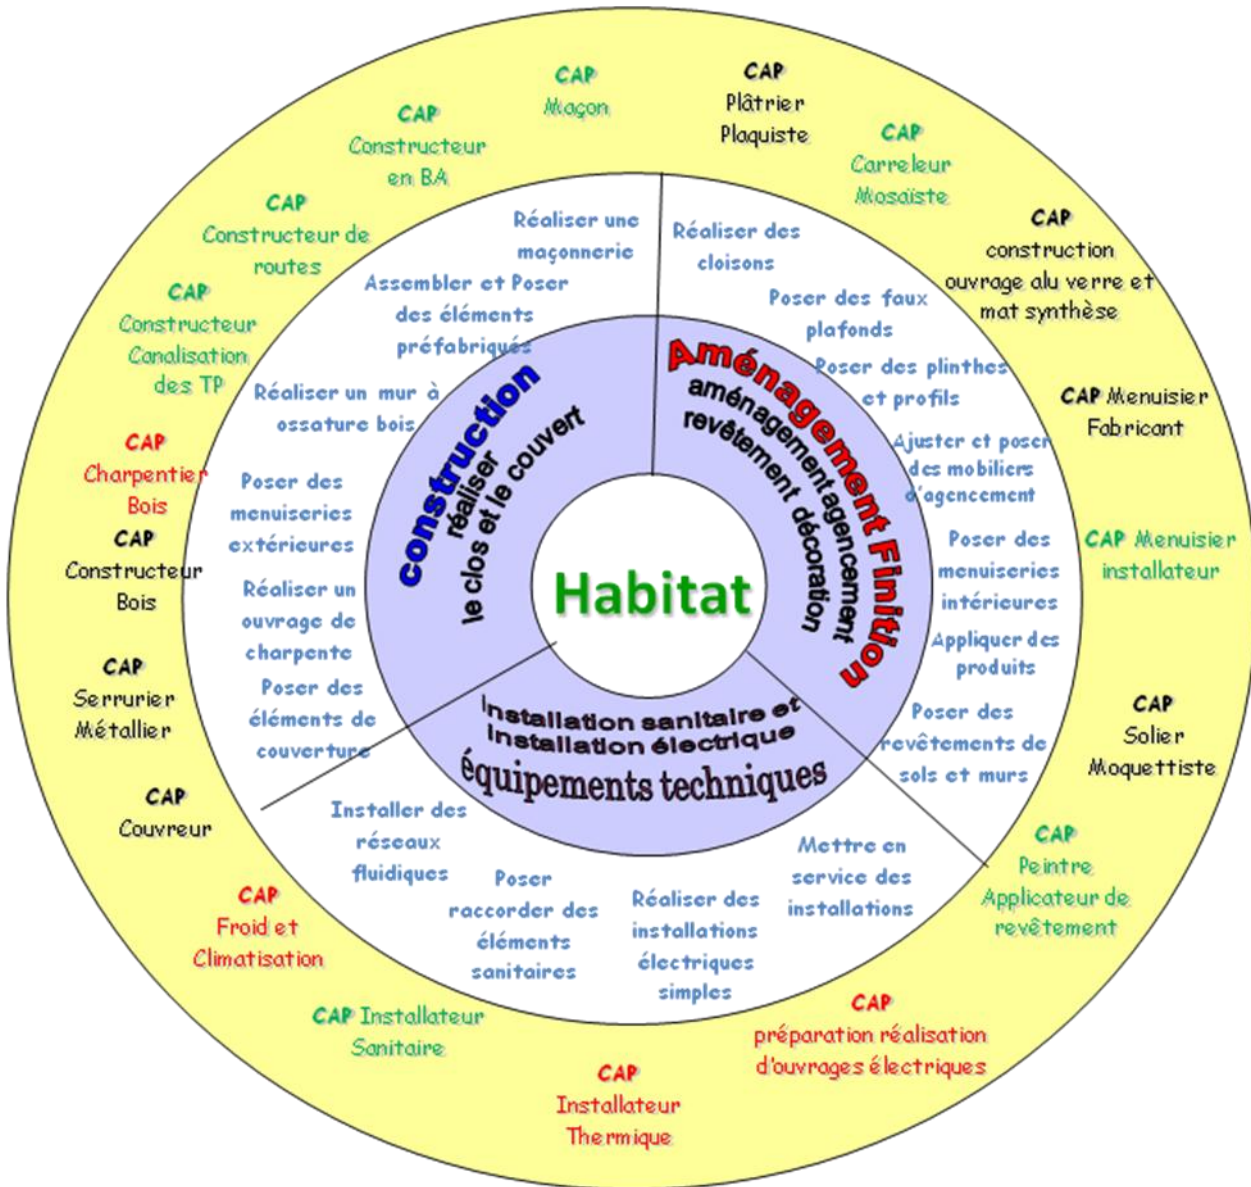 CAP
Maçon
CAP
Plâtrier
Plaquiste
CAP
Carreleur
Mosaïste
CAP
construction
ouvrage alu verre et
mat synthèse
CAP Menuisier
Fabricant
CAP Menuisier
installateur
CAP
Solier
Moquettiste
CAP
Peintre
Applicateur de
revêtement
CAP
préparation réalisation
d'ouvrages électriques
CAP
Installateur
Thermique
CAP Installateur
Sanitaire
CAP
Froid et
Climatisation
CAP
Couvreur
CAP
Serrurier
Métallier
CAP
Constructeur
Bois
CAP
Charpentier
Bois
CAP
Constructeur
Canalisation
des TP
CAP
Constructeur de
routes
CAP
Constructeur
en BA
Réaliser une
maçonnerie
Assembler et Poser
des éléments
préfabriqués
Réaliser un mur à
ossature bois
Poser des
menuiseries
extérieures
Réaliser un
ouvrage de
charpente
Poser des
éléments de
couverture
Réaliser des
cloisons
Poser des faux
plafonds
Poser des plinthes
et profils
Ajuster et poser
des mobiliers
d'agencement
Poser des
menuiseries
intérieures
Appliquer des
produits
Poser des
revêtements de
sols et murs
Installer des
réseaux
fluidiques
Poser
raccorder des
éléments
sanitaires
Réaliser des
installations
électriques
simples
Mettre en
service des
installations
construction
réaliser
le clos et le couvert
Aménagement Finition
aménagement agencement
revêtement décoration
Installation sanitaire et
Installation électrique
équipements techniques
Habitat